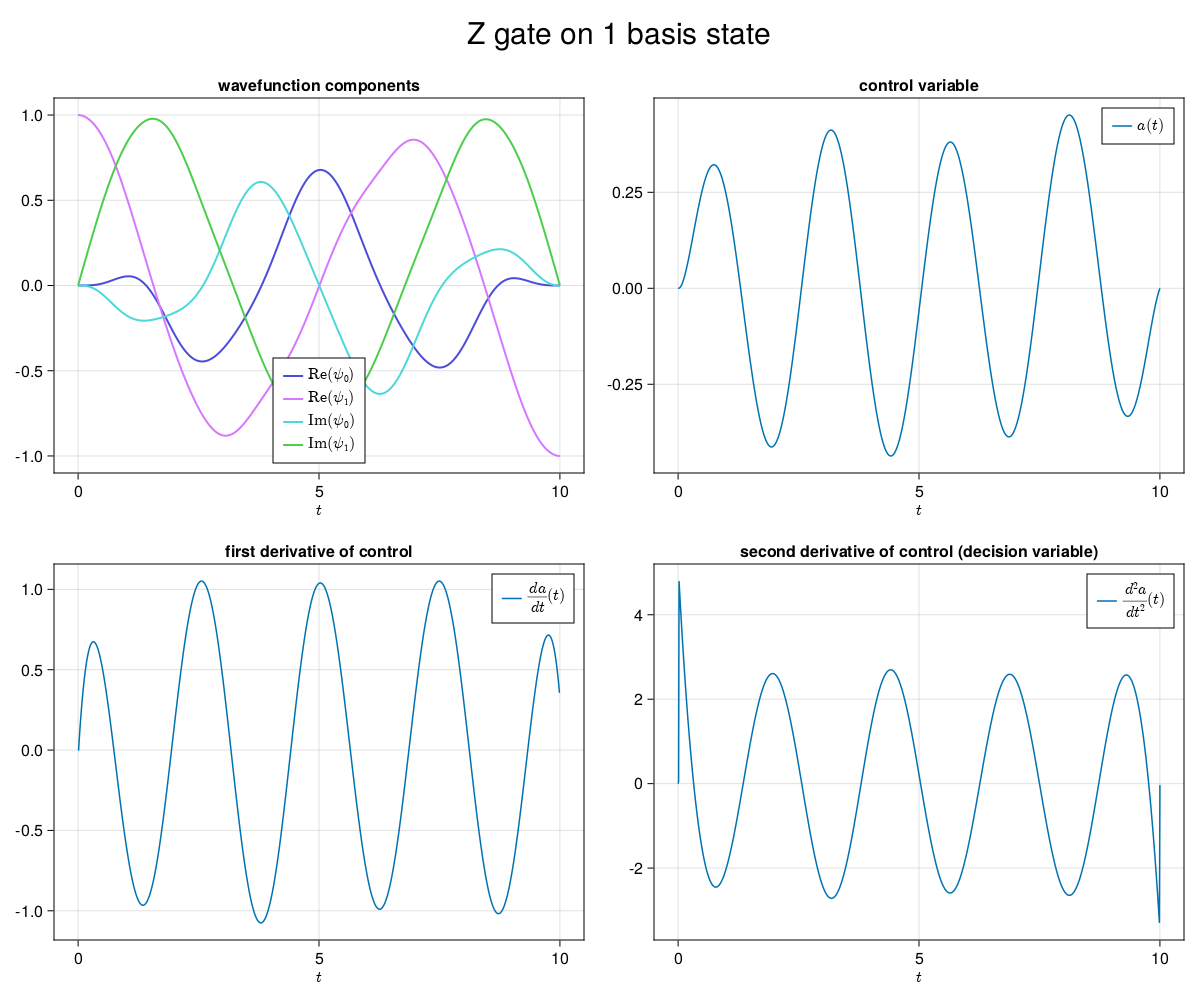 Z gate on 1 basis state
wavefunction components
1.0
0.5
0.0
-0.5
-1.0
Re(ψ₀)
Re(ψ₁)
Im(ψ₀)
Im(ψ₁)
0 5 10
t
control variable
a(t)
0.25
0.00
-0.25
0 5 10
t
first derivative of control
da/dt (t)
1.0
0.5
0.0
-0.5
-1.0
0 5 10
t
second derivative of control (decision variable)
d²a/dt² (t)
4
2
0
-2
0 5 10
t